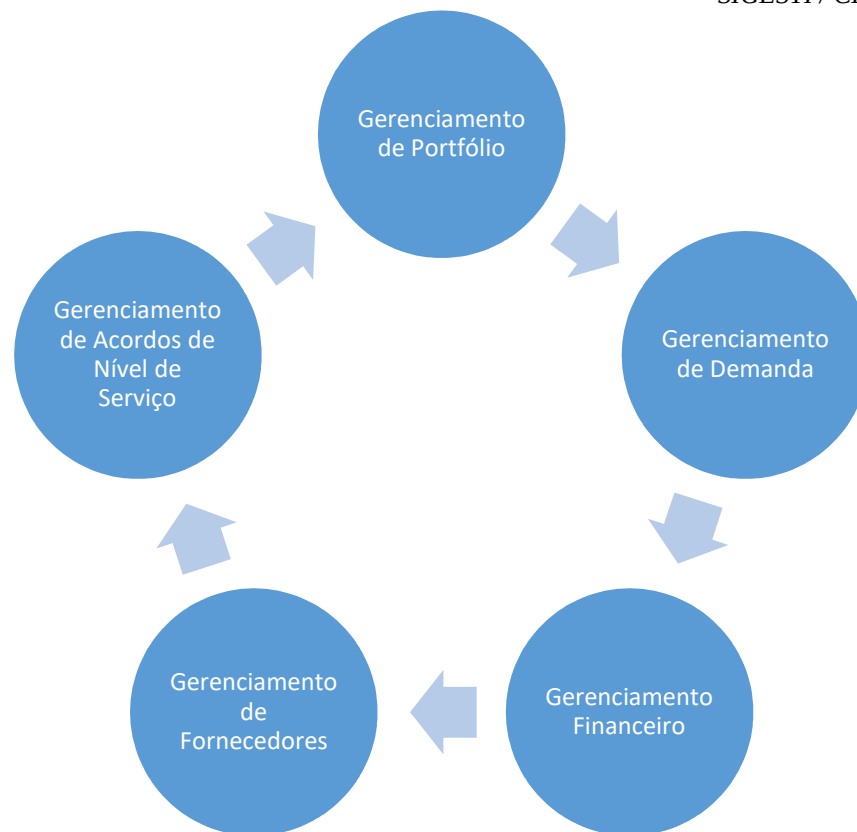 Gerenciamento
de Portfólio
Gerenciamento
de Demanda
Gerenciamento
Financeiro
Gerenciamento
de
Fornecedores
Gerenciamento
de Acordos de
Nível de
Serviço